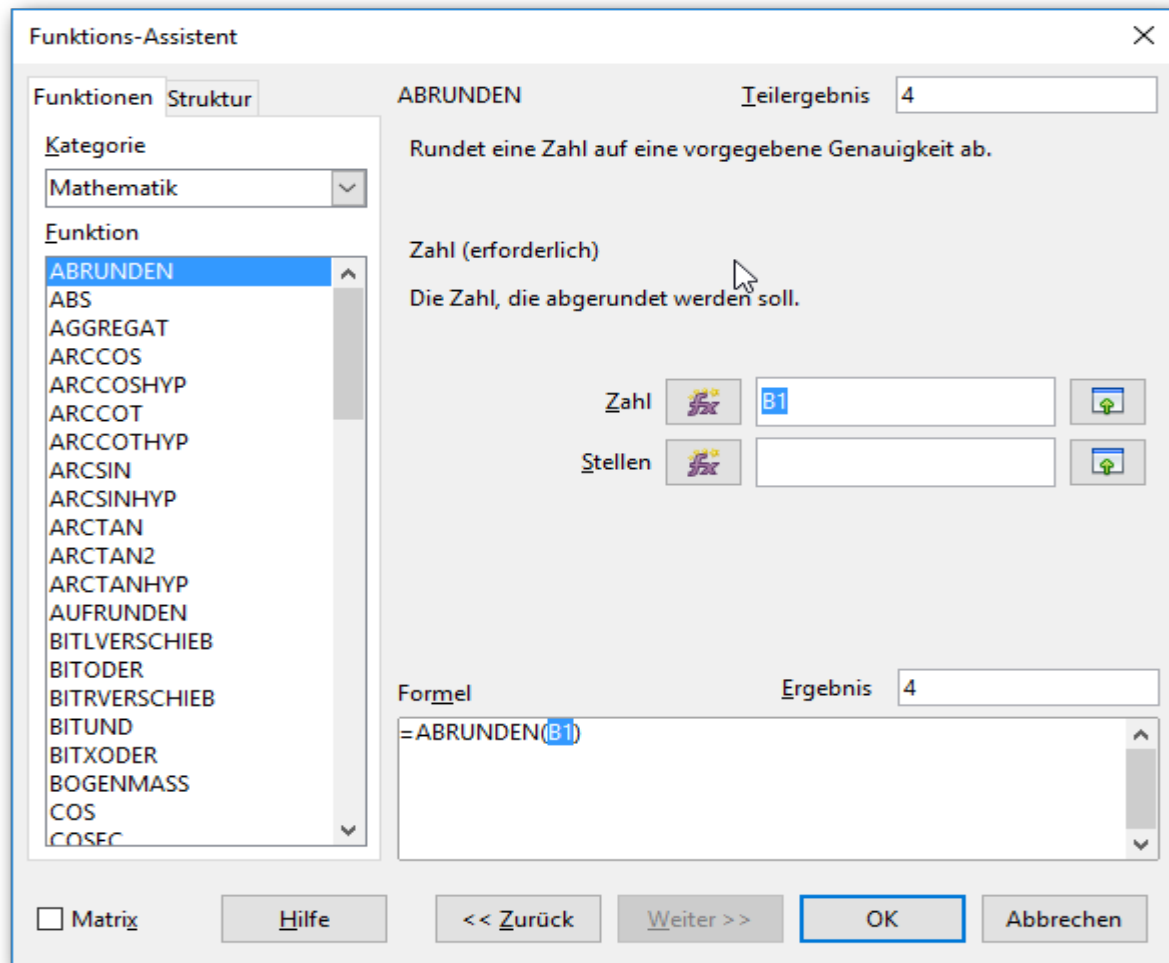 Funktions-Assistent
Funktionen Struktur
Kategorie
Mathematik
Funktion
ABRUNDEN
ABS
AGGREGAT
ARCCOS
ARCCOSHYP
ARCCOT
ARCCOTHYP
ARCSIN
ARCSINHYP
ARCTAN
ARCTAN2
ARCTANHYP
AUFRUNDEN
BITLVERSCHIEB
BITODER
BITRVERSCHIEB
BITUND
BITXODER
BOGENMASS
COS
COSEC
ABRUNDEN Teilergebnis 4
Rundet eine Zahl auf eine vorgegebene Genauigkeit ab.
Zahl (erforderlich)
Die Zahl, die abgerundet werden soll.
Zahl fx B1
Stellen fx
Formel Ergebnis 4
=ABRUNDEN(B1)
Matrix Hilfe << Zurück Weiter >> OK Abbrechen